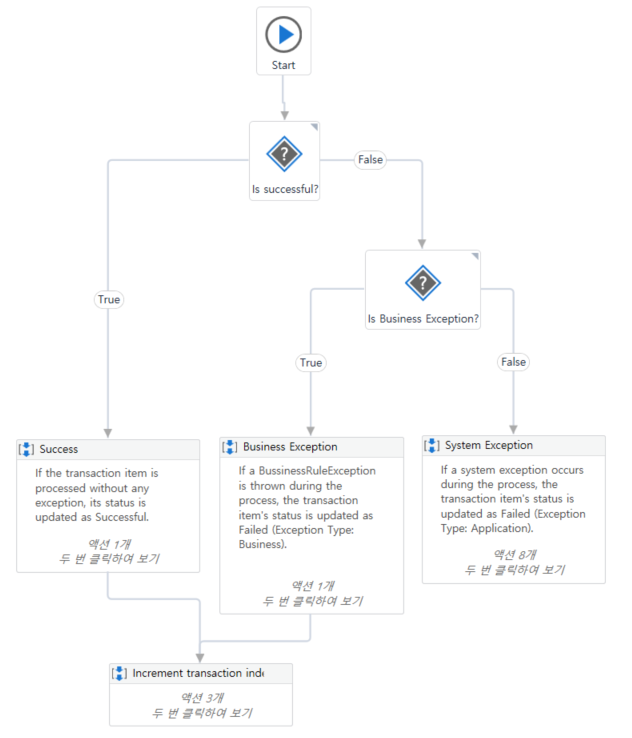 Start
Is successful?
False
Is Business Exception?
True
True
False
Success
If the transaction item is
processed without any
exception, its status is
updated as Successful.
액션 1개
두 번 클릭하여 보기
Business Exception
If a BussinessRuleException
is thrown during the
process, the transaction
item's status is updated as
Failed (Exception Type:
Business).
액션 1개
두 번 클릭하여 보기
System Exception
If a system exception occurs
during the process, the
transaction item's status is
updated as Failed (Exception
Type: Application).
액션 8개
두 번 클릭하여 보기
Increment transaction inde
액션 3개
두 번 클릭하여 보기